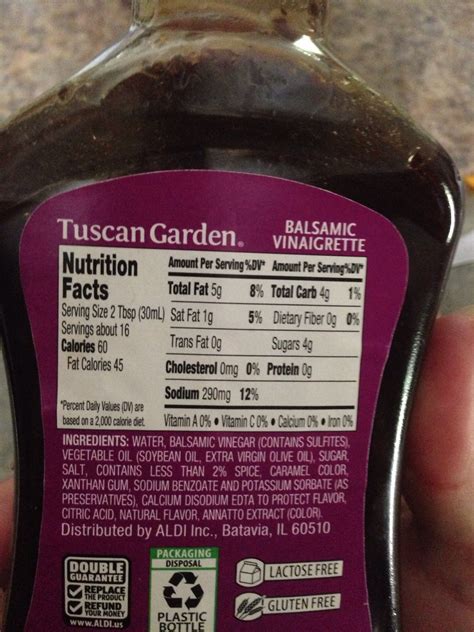 Tuscan Garden®
BALSAMIC
VINAIGRETTE
Nutrition
Facts
Serving Size 2 Tbsp (30mL)
Servings about 16
Calories 60
Fat Calories 45
*Percent Daily Values (DV) are
based on a 2,000 calorie diet.
Amount Per Serving %DV* Amount Per Serving %DV*
Total Fat 5g 8% Total Carb 4g 1%
Sat Fat 1g 5% Dietary Fiber 0g 0%
Trans Fat 0g Sugars 4g
Cholesterol 0mg 0% Protein 0g
Sodium 290mg 12%
Vitamin A 0% • Vitamin C 0% • Calcium 0% • Iron 0%
INGREDIENTS: WATER, BALSAMIC VINEGAR (CONTAINS SULFITES),
VEGETABLE OIL (SOYBEAN OIL, EXTRA VIRGIN OLIVE OIL), SUGAR,
SALT, CONTAINS LESS THAN 2% SPICE, CARAMEL COLOR,
XANTHAN GUM, SODIUM BENZOATE AND POTASSIUM SORBATE (AS
PRESERVATIVES), CALCIUM DISODIUM EDTA TO PROTECT FLAVOR,
CITRIC ACID, NATURAL FLAVOR, ANNATTO EXTRACT (COLOR).
Distributed by ALDI Inc., Batavia, IL 60510
DOUBLE
GUARANTEE
REPLACE
THE PRODUCT
REFUND
YOUR MONEY
www.ALDI.us
PACKAGING
DISPOSAL
PLASTIC
BOTTLE
LACTOSE FREE
GLUTEN FREE